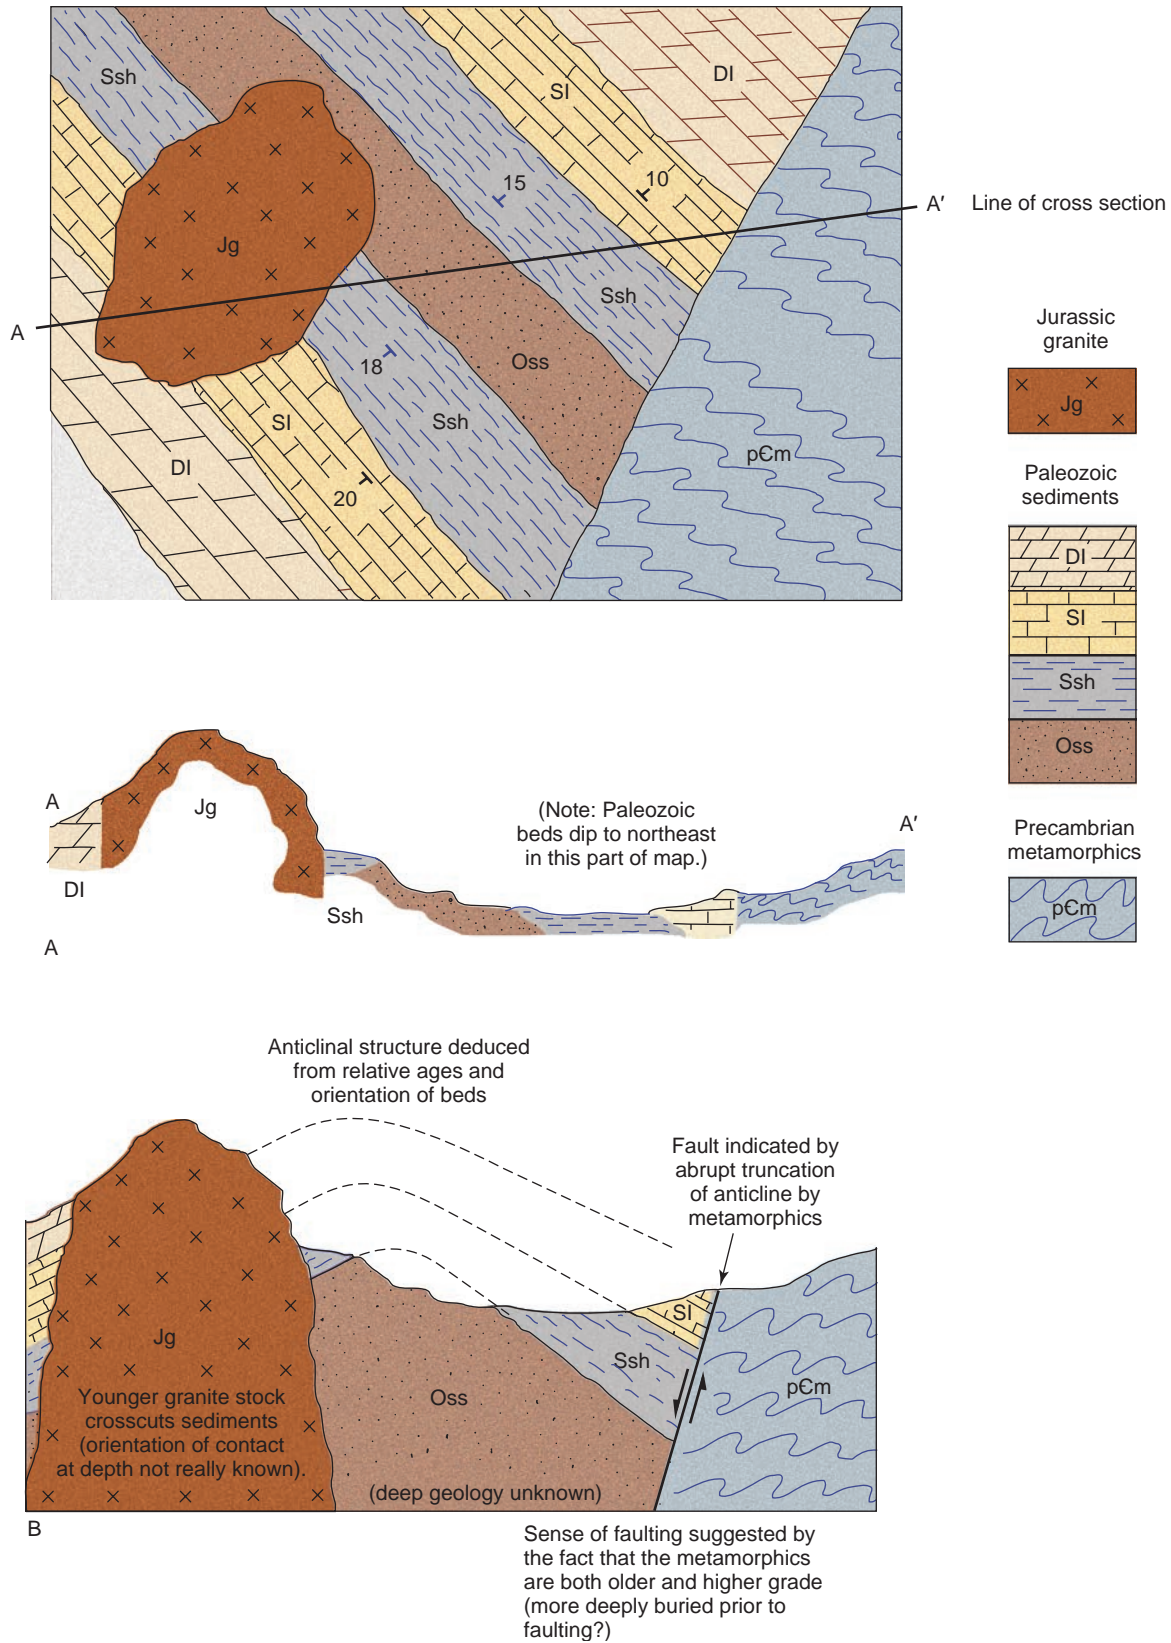 Ssh
Sl
Dl
15
10
A′
Line of cross section
Jg
A
Ssh
18
Oss
Ssh
Sl
Dl
20
pЄm
Jurassic
granite
Jg
Paleozoic
sediments
Dl
Sl
Ssh
Oss
Precambrian
metamorphics
pЄm
A
Jg
(Note: Paleozoic
beds dip to northeast
in this part of map.)
A′
Dl
Ssh
A
Anticlinal structure deduced
from relative ages and
orientation of beds
Fault indicated by
abrupt truncation
of anticline by
metamorphics
Sl
Jg
Ssh
pЄm
Oss
Younger granite stock
crosscuts sediments
(orientation of contact
at depth not really known).
(deep geology unknown)
B
Sense of faulting suggested by
the fact that the metamorphics
are both older and higher grade
(more deeply buried prior to
faulting?)